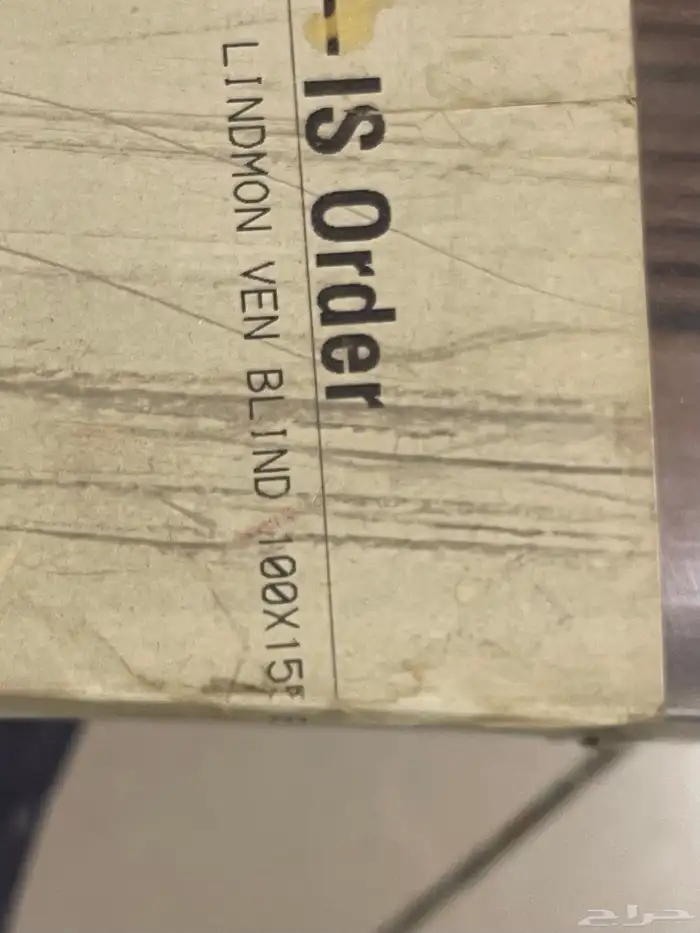 IS Order
LINDMON VEN BLIND 100X15
حراج